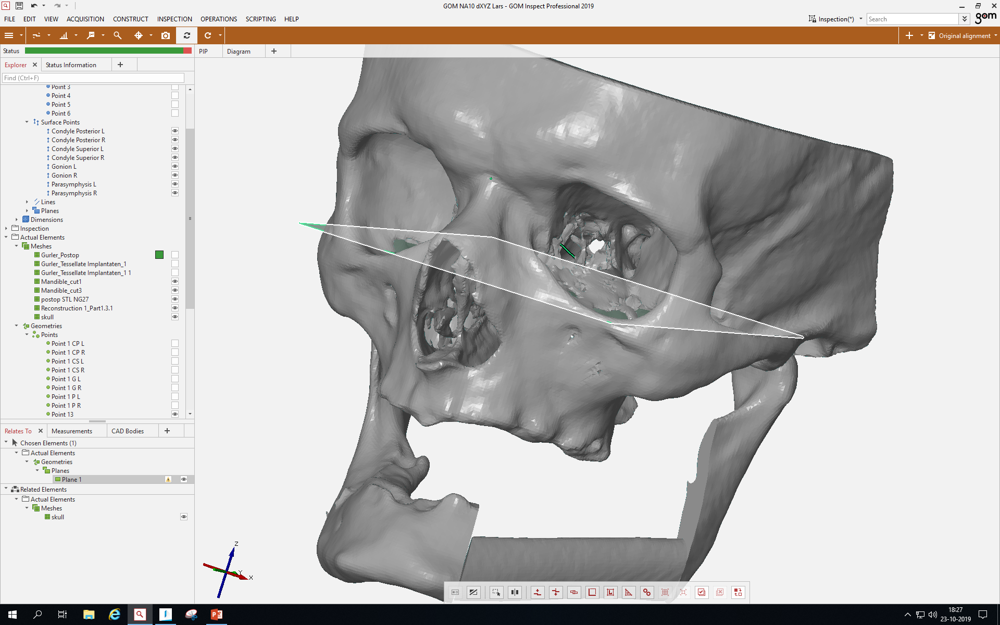 GOM NA10 dXYZ Lars - GOM Inspect Professional 2019
FILE EDIT VIEW ACQUISITION CONSTRUCT INSPECTION OPERATIONS SCRIPTING HELP
Inspection(*) Search gom
Original alignment
Status
PIP Diagram
Explorer Status Information
Find (Ctrl+F)
Point 3
Point 4
Point 5
Point 6
Surface Points
Condyle Posterior L
Condyle Posterior R
Condyle Superior L
Condyle Superior R
Gonion L
Gonion R
Parasymphysis L
Parasymphysis R
Lines
Planes
Dimensions
Inspection
Actual Elements
Meshes
Gurler_Postop
Gurler_Tessellate Implantaten_1
Gurler_Tessellate Implantaten_1 1
Mandible_cut1
Mandible_cut3
postop STL NG27
Reconstruction 1_Part1.3.1
skull
Geometries
Points
Point 1 CP L
Point 1 CP R
Point 1 CS L
Point 1 CS R
Point 1 G L
Point 1 G R
Point 1 P L
Point 1 P R
Point 13
Relates To Measurements CAD Bodies
Chosen Elements (1)
Actual Elements
Geometries
Planes
Plane 1
Related Elements
Actual Elements
Meshes
skull
Z
Y
X
18:27
23-10-2019